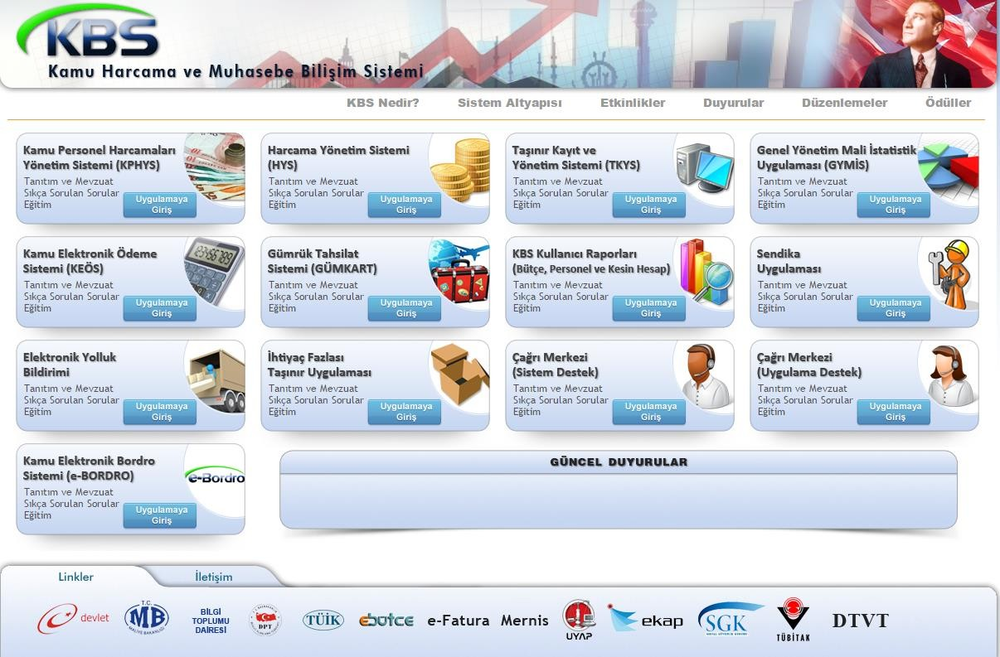 KBS
Kamu Harcama ve Muhasebe Bilişim Sistemi
KBS Nedir? Sistem Altyapısı Etkinlikler Duyurular Düzenlemeler Ödüller
Kamu Personel Harcamaları
Yönetim Sistemi (KPHYS)
Tanıtım ve Mevzuat
Sıkça Sorulan Sorular
Eğitim
Uygulamaya
Giriş
Harcama Yönetim Sistemi
(HYS)
Tanıtım ve Mevzuat
Sıkça Sorulan Sorular
Eğitim
Uygulamaya
Giriş
Taşınır Kayıt ve
Yönetim Sistemi (TKYS)
Tanıtım ve Mevzuat
Sıkça Sorulan Sorular
Eğitim
Uygulamaya
Giriş
Genel Yönetim Mali İstatistik
Uygulaması (GYMİS)
Tanıtım ve Mevzuat
Sıkça Sorulan Sorular
Eğitim
Uygulamaya
Giriş
Kamu Elektronik Ödeme
Sistemi (KEÖS)
Tanıtım ve Mevzuat
Sıkça Sorulan Sorular
Eğitim
Uygulamaya
Giriş
Gümrük Tahsilat
Sistemi (GÜMKART)
Tanıtım ve Mevzuat
Sıkça Sorulan Sorular
Eğitim
Uygulamaya
Giriş
KBS Kullanıcı Raporları
(Bütçe, Personel ve Kesin Hesap)
Tanıtım ve Mevzuat
Sıkça Sorulan Sorular
Eğitim
Uygulamaya
Giriş
Sendika
Uygulaması
Tanıtım ve Mevzuat
Sıkça Sorulan Sorular
Eğitim
Uygulamaya
Giriş
Elektronik Yolluk
Bildirimi
Tanıtım ve Mevzuat
Sıkça Sorulan Sorular
Eğitim
Uygulamaya
Giriş
İhtiyaç Fazlası
Taşınır Uygulaması
Tanıtım ve Mevzuat
Sıkça Sorulan Sorular
Eğitim
Uygulamaya
Giriş
Çağrı Merkezi
(Sistem Destek)
Tanıtım ve Mevzuat
Sıkça Sorulan Sorular
Eğitim
Uygulamaya
Giriş
Çağrı Merkezi
(Uygulama Destek)
Tanıtım ve Mevzuat
Sıkça Sorulan Sorular
Eğitim
Uygulamaya
Giriş
Kamu Elektronik Bordro
Sistemi (e-BORDRO)
Tanıtım ve Mevzuat
Sıkça Sorulan Sorular
Eğitim
Uygulamaya
Giriş
e-Bordro
GÜNCEL DUYURULAR
Linkler İletişim
devlet
T.C.
MB
MALİYE BAKANLIĞI
BİLGİ
TOPLUMU
DAİRESİ
DPT
TÜİK
ebütce
e-Fatura
Mernis
UYAP
ekap
SGK
SOSYAL GÜVENLİK KURUMU
TÜBİTAK
DTVT